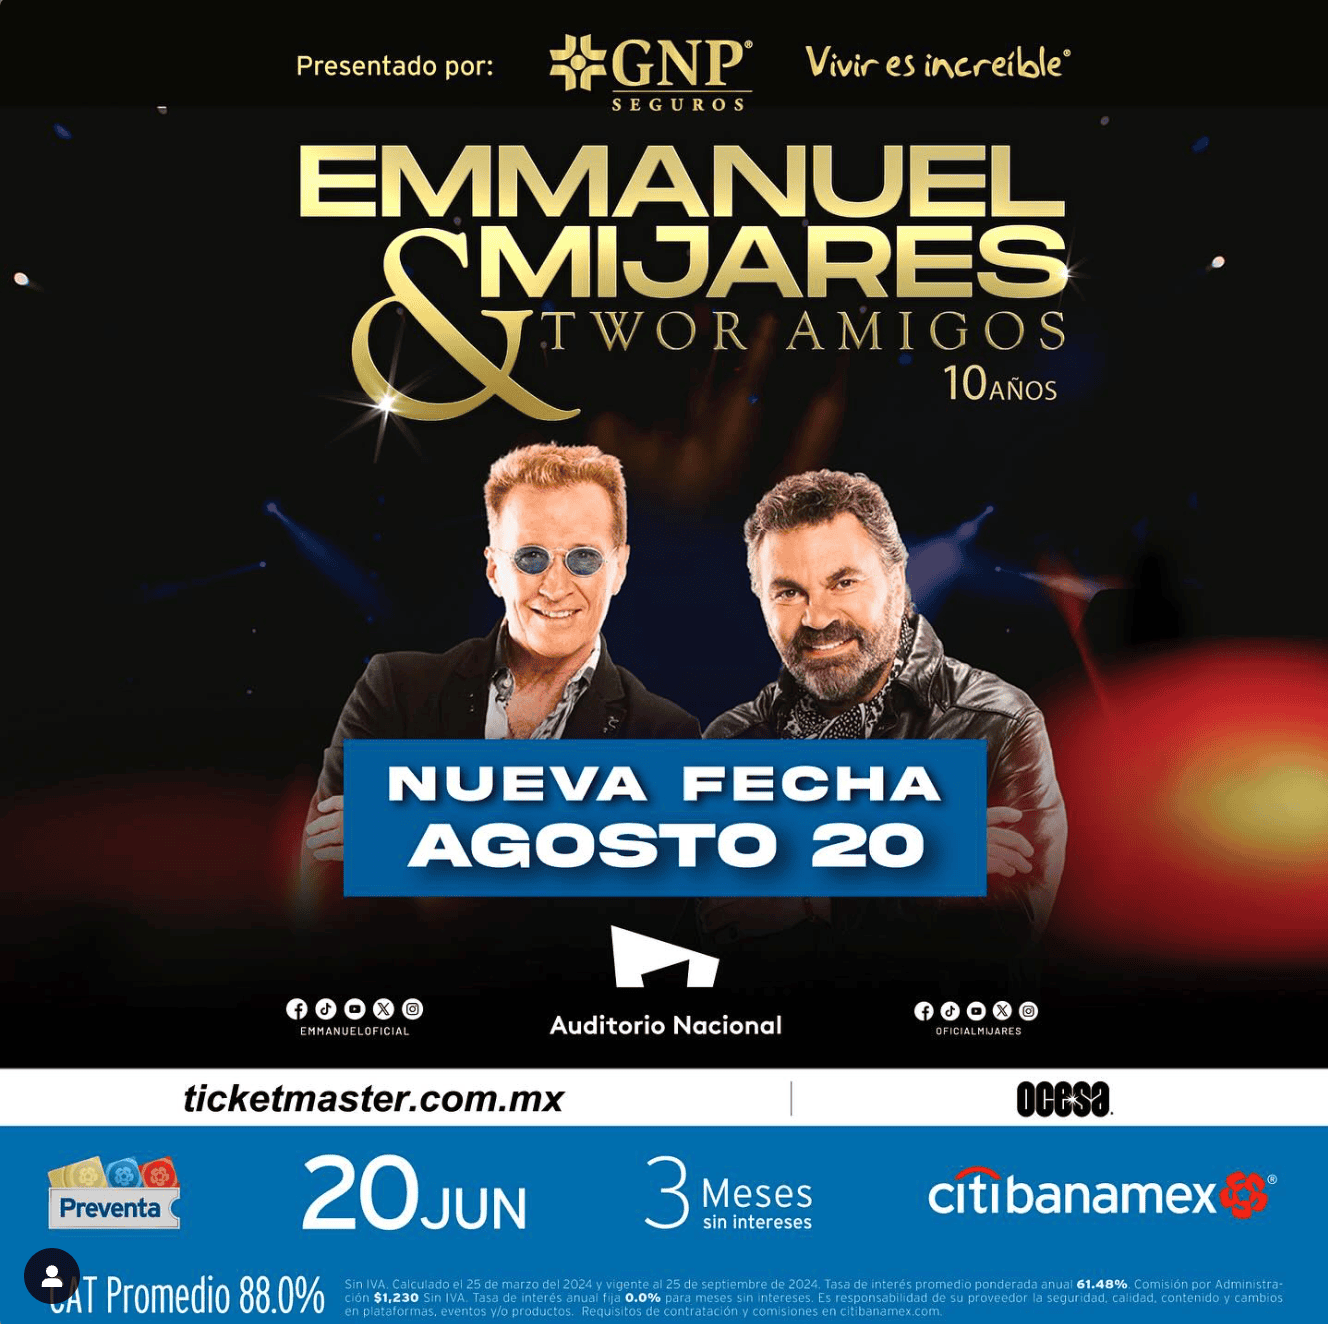 Presentado por:
GNP®
SEGUROS
Vivir es increíble®
EMMANUEL
& MIJARES
TWOR AMIGOS
10 AÑOS
NUEVA FECHA
AGOSTO 20
EMMANUELOFICIAL
Auditorio Nacional
OFICIALMIJARES
ticketmaster.com.mx
ocesa
Preventa
20 JUN
3 Meses
sin intereses
citibanamex®
CAT Promedio 88.0%
Sin IVA. Calculado el 25 de marzo del 2024 y vigente al 25 de septiembre de 2024. Tasa de interés promedio ponderada anual 61.48%. Comisión por Administra-
ción $1,230 Sin IVA. Tasa de interés anual fija 0.0% para meses sin intereses. Es responsabilidad de su proveedor la seguridad, calidad, contenido y cambios
en plataformas, eventos y/o productos. Requisitos de contratación y comisiones en citibanamex.com.